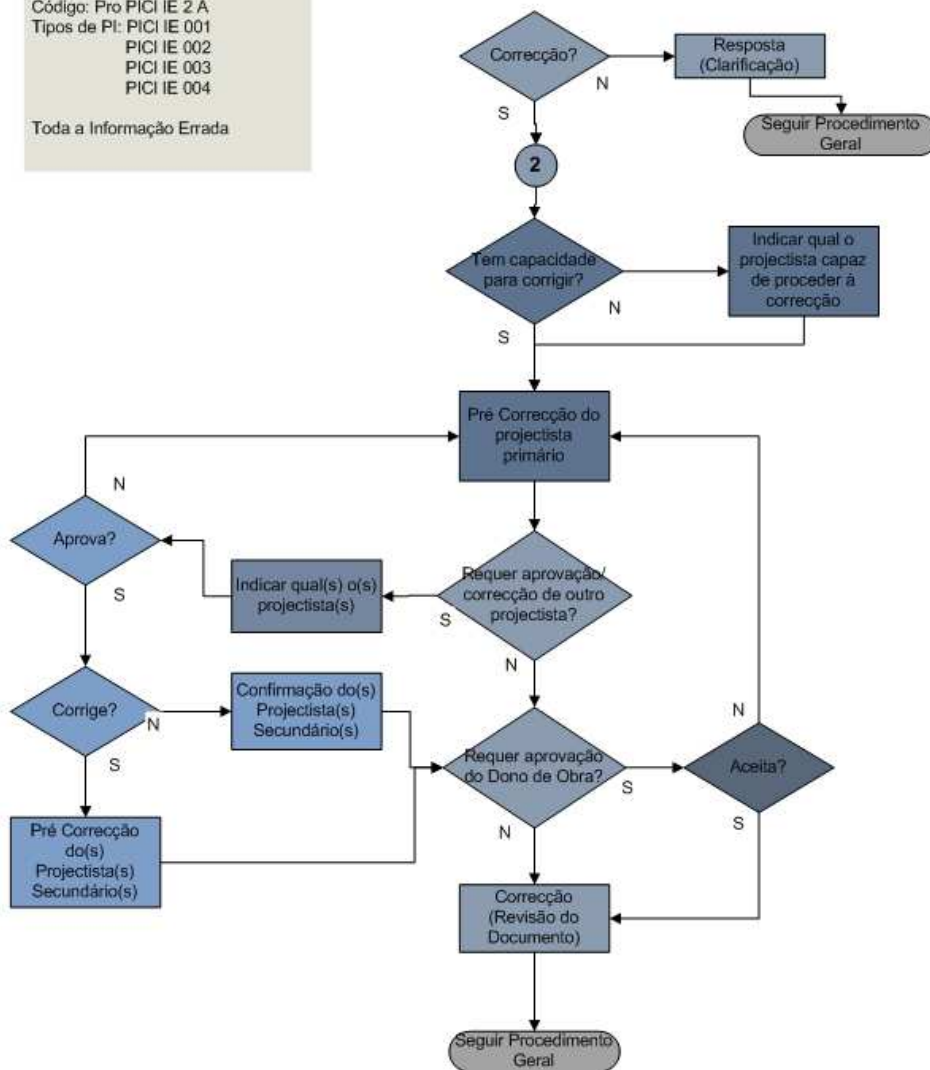 Código: Pro PICI IE 2 A
Tipos de PI: PICI IE 001
PICI IE 002
PICI IE 003
PICI IE 004
Toda a Informação Errada
Correcção?
N
S
Resposta
(Clarificação)
Seguir Procedimento
Geral
2
Tem capacidade
para corrigir?
N
S
Indicar qual o
projectista capaz
de proceder à
correcção
Pré Correcção do
projectista
primário
N
Aprova?
S
Indicar qual(s) o(s)
projectista(s)
Requer aprovação/
correcção de outro
projectista?
S
N
Corrige?
N
S
Confirmação do(s)
Projectista(s)
Secundário(s)
Requer aprovação
do Dono de Obra?
S
N
N
Aceita?
S
Pré Correcção
do(s)
Projectista(s)
Secundário(s)
Correcção
(Revisão do
Documento)
Seguir Procedimento
Geral